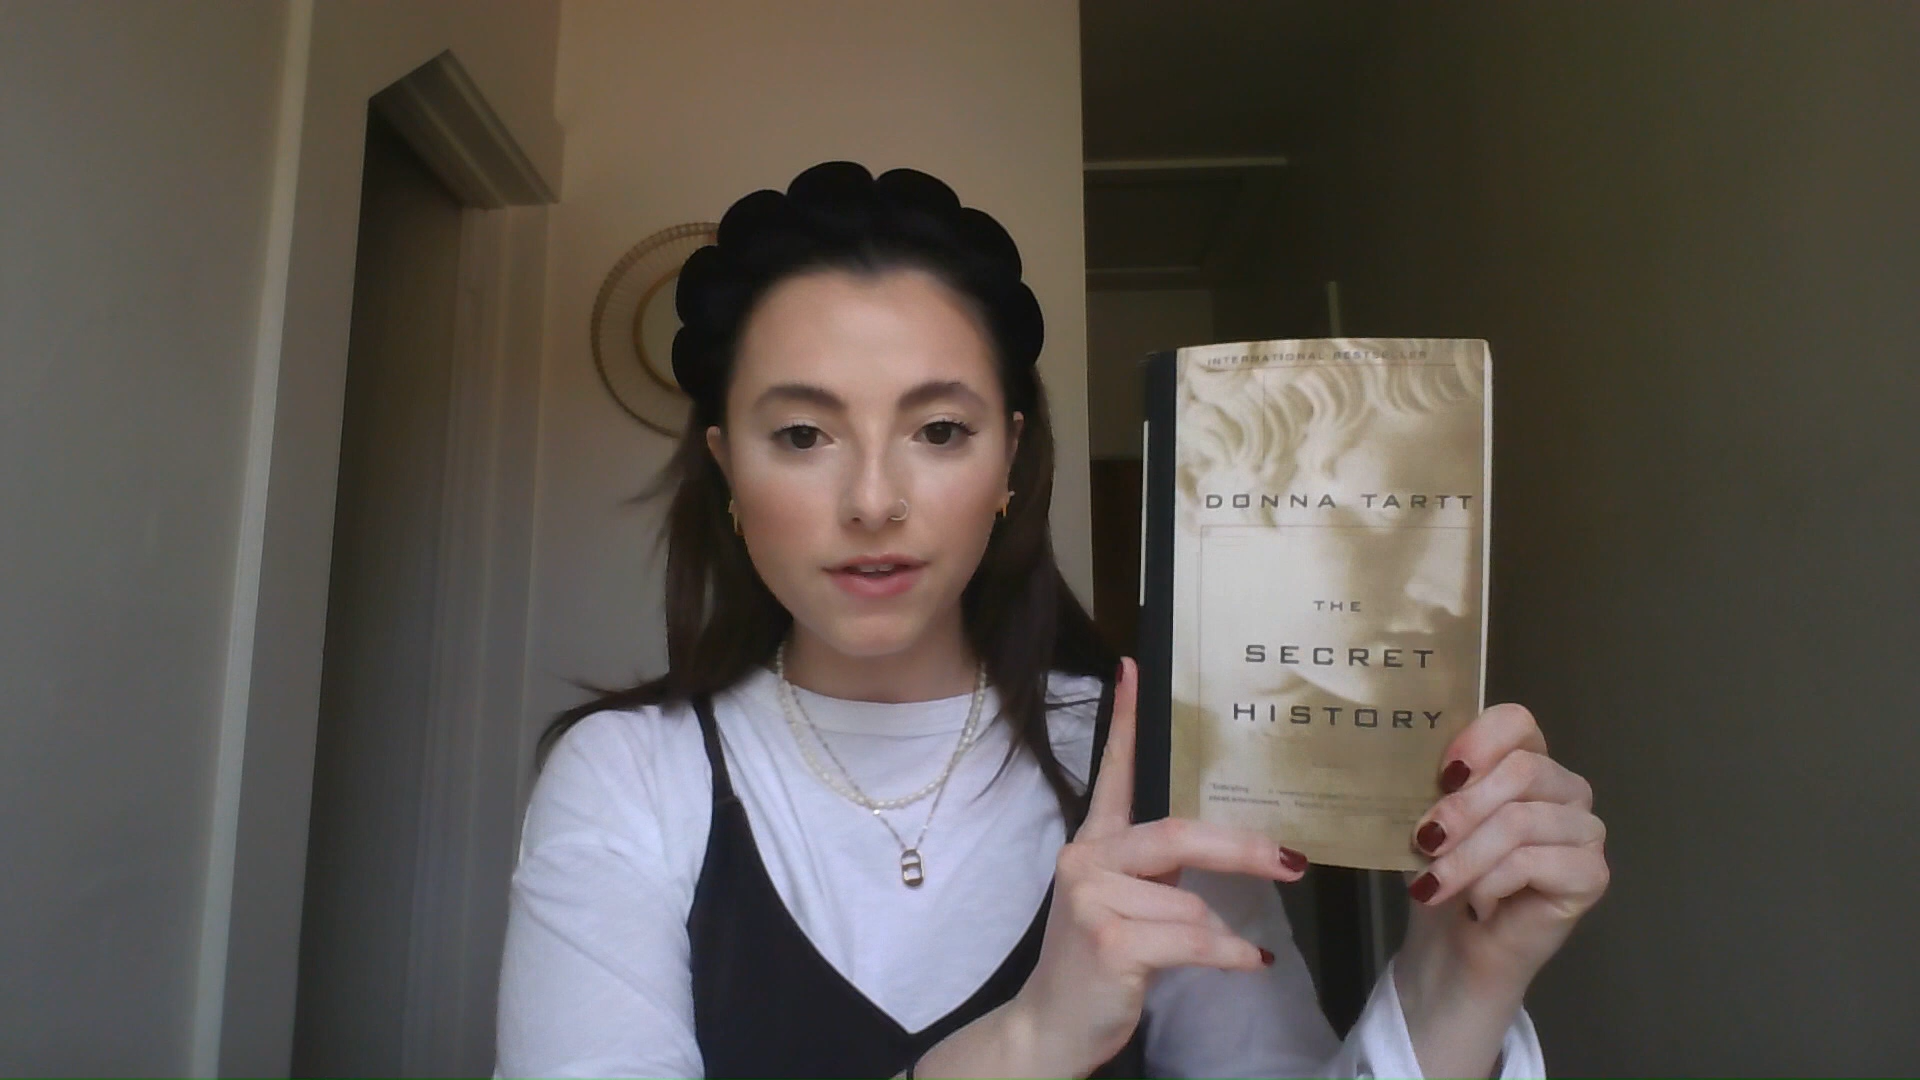 INTERNATIONAL BESTSELLER
DONNA TARTT
THE
SECRET
HISTORY